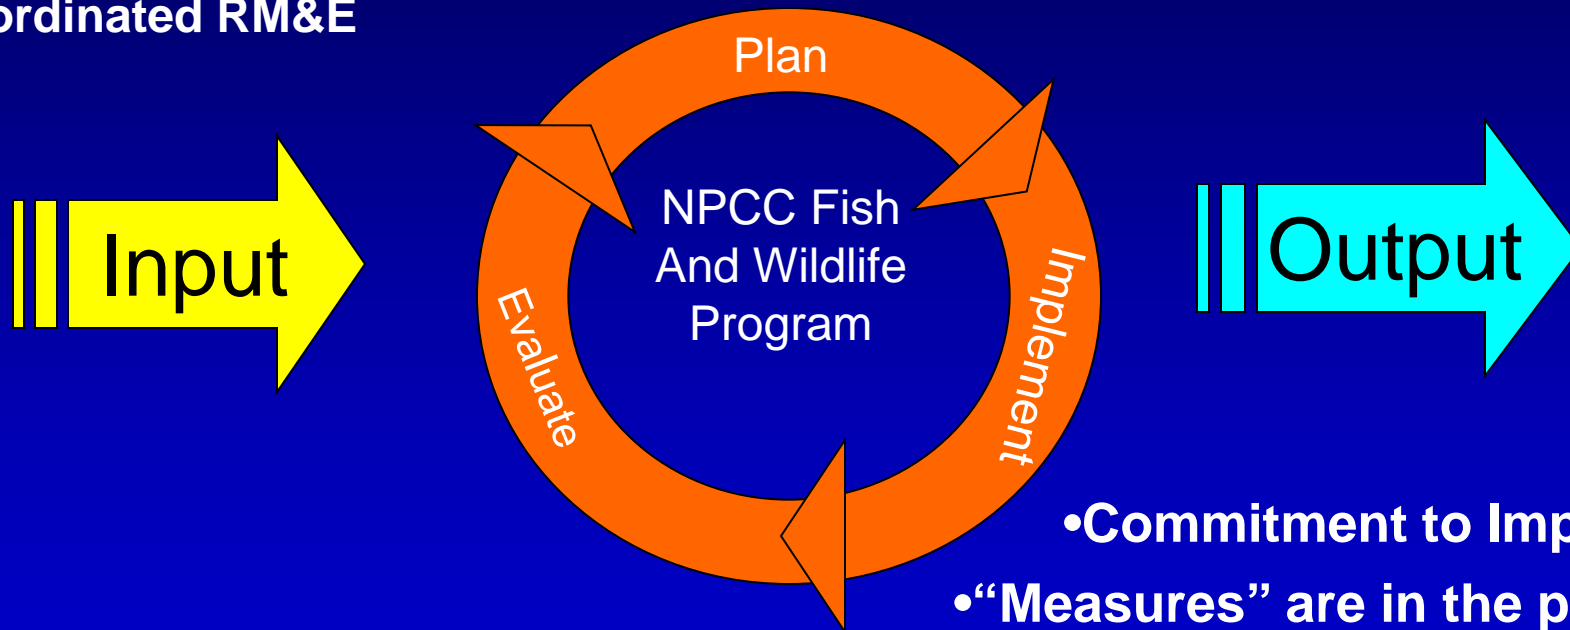 ordinated RM&E
Plan
Input
NPCC Fish
And Wildlife
Program
Output
Implement
Evaluate
•Commitment to Imp
•“Measures” are in the p